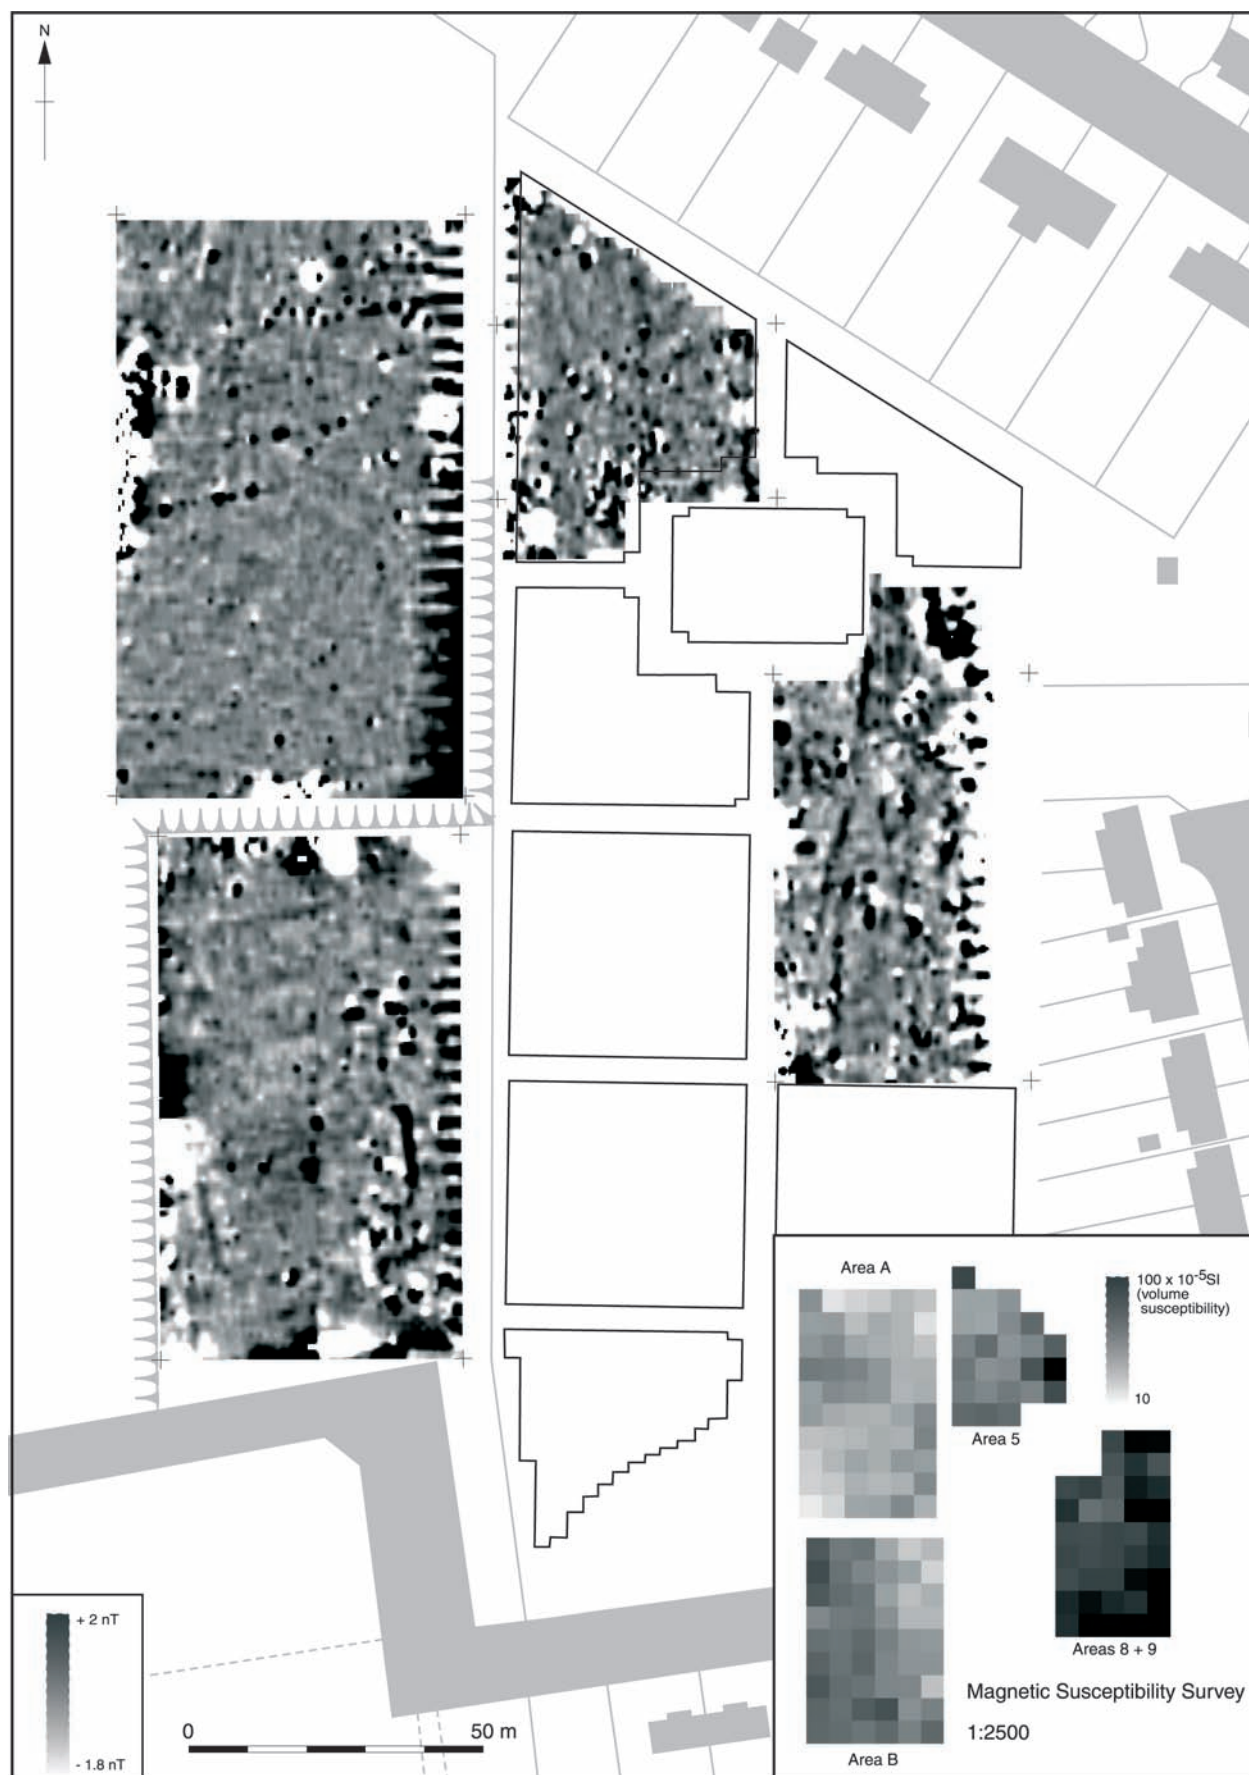 N
Area A
100 x 10-5SI
(volume
susceptibility)
10
Area 5
Areas 8 + 9
Magnetic Susceptibility Survey
1:2500
Area B
+ 2 nT
- 1.8 nT
0
50 m